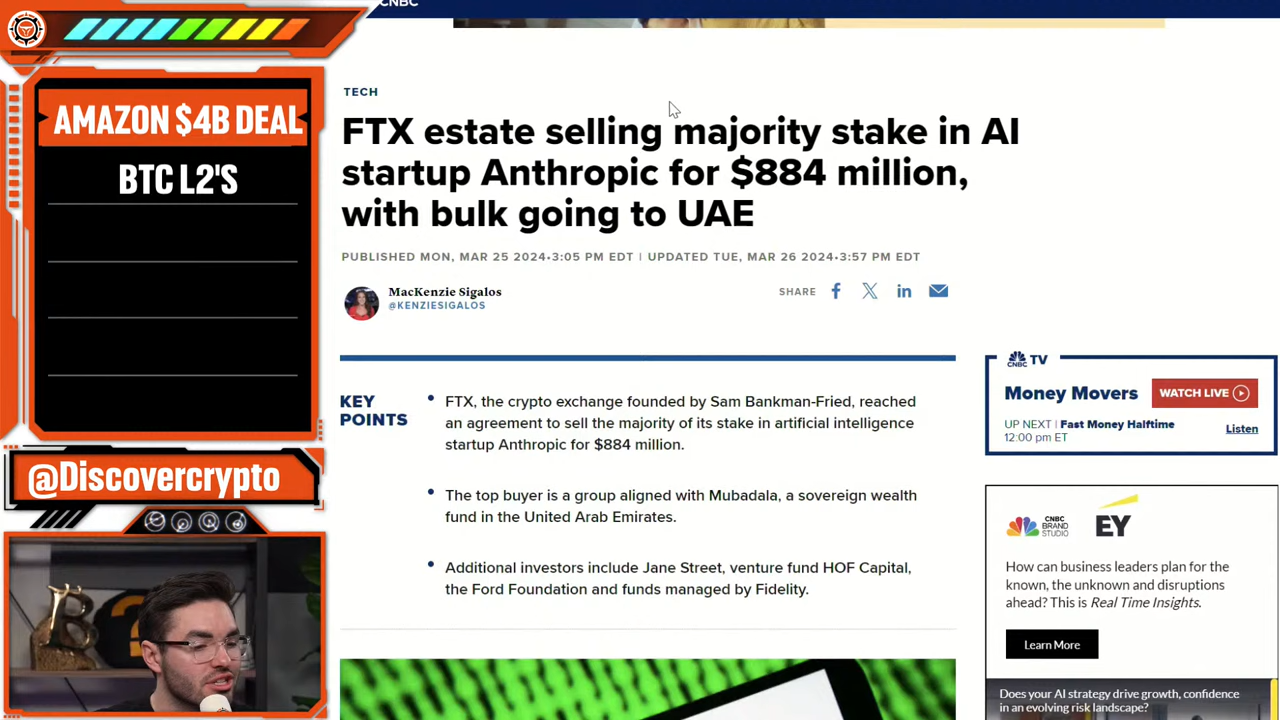 CNBC
AMAZON $4B DEAL
BTC L2'S
@Discovercrypto
TECH
FTX estate selling majority stake in AI
startup Anthropic for $884 million,
with bulk going to UAE
PUBLISHED MON, MAR 25 2024•3:05 PM EDT | UPDATED TUE, MAR 26 2024•3:57 PM EDT
MacKenzie Sigalos
@KENZIESIGALOS
SHARE
KEY
POINTS
• FTX, the crypto exchange founded by Sam Bankman-Fried, reached
an agreement to sell the majority of its stake in artificial intelligence
startup Anthropic for $884 million.
• The top buyer is a group aligned with Mubadala, a sovereign wealth
fund in the United Arab Emirates.
• Additional investors include Jane Street, venture fund HOF Capital,
the Ford Foundation and funds managed by Fidelity.
CNBC TV
Money Movers
WATCH LIVE
UP NEXT | Fast Money Halftime
12:00 pm ET
Listen
CNBC
BRAND
STUDIO
EY
How can business leaders plan for the
known, the unknown and disruptions
ahead? This is Real Time Insights.
Learn More
Does your AI strategy drive growth, confidence
in an evolving risk landscape?